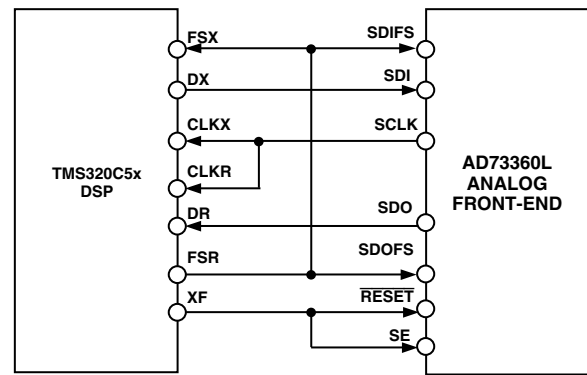 FSX
DX
CLKX
CLKR
DR
FSR
XF
TMS320C5x
DSP
SDIFS
SDI
SCLK
SDO
SDOFS
RESET
SE
AD73360L
ANALOG
FRONT-END